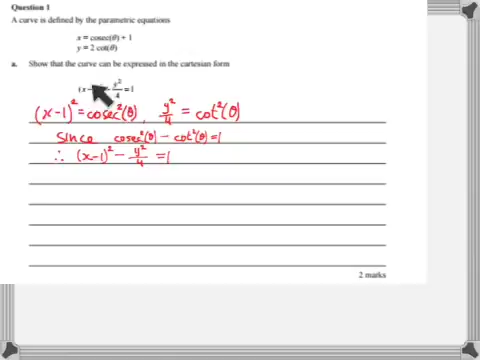 Question 1
A curve is defined by the parametric equations
x = cosec(θ) + 1
y = 2 cot(θ)
a. Show that the curve can be expressed in the cartesian form
(x - y²/4 = 1
(x-1)² = cosec²(θ), y²/4 = cot²(θ)
Since cosec²(θ) - cot²(θ) = 1
∴ (x-1)² - y²/4 = 1
2 marks